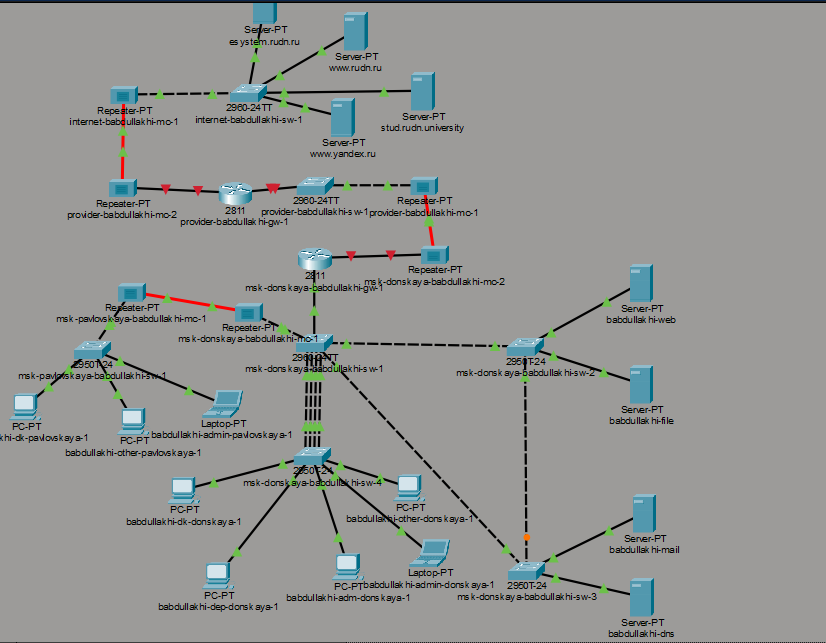 Server-PT
esystem.rudn.ru
Server-PT
www.rudn.ru
Repeater-PT
internet-babdullakhi-mc-1
2960-24TT
internet-babdullakhi-sw-1
Server-PT
stud.rudn.university
Server-PT
www.yandex.ru
Repeater-PT
provider-babdullakhi-mc-2
2811
provider-babdullakhi-gw-1
2960-24TT
provider-babdullakhi-sw-1
Repeater-PT
provider-babdullakhi-mc-1
2811
msk-donskaya-babdullakhi-gw-1
Repeater-PT
msk-donskaya-babdullakhi-mc-2
Repeater-PT
msk-pavlovskaya-babdullakhi-mc-1
Repeater-PT
msk-donskaya-babdullakhi-mc-1
Server-PT
babdullakhi-web
2950T-24
msk-pavlovskaya-babdullakhi-sw-1
2960-24TT
msk-donskaya-babdullakhi-sw-1
2950T-24
msk-donskaya-babdullakhi-sw-2
Server-PT
babdullakhi-file
PC-PT
khi-dk-pavlovskaya-1
PC-PT
babdullakhi-other-pavlovskaya-1
Laptop-PT
babdullakhi-admin-pavlovskaya-1
2950T-24
msk-donskaya-babdullakhi-sw-4
PC-PT
babdullakhi-dk-donskaya-1
PC-PT
babdullakhi-other-donskaya-1
Server-PT
babdullakhi-mail
PC-PT
babdullakhi-dep-donskaya-1
PC-PT
babdullakhi-adm-donskaya-1
Laptop-PT
babdullakhi-admin-donskaya-1
2950T-24
msk-donskaya-babdullakhi-sw-3
Server-PT
babdullakhi-dns